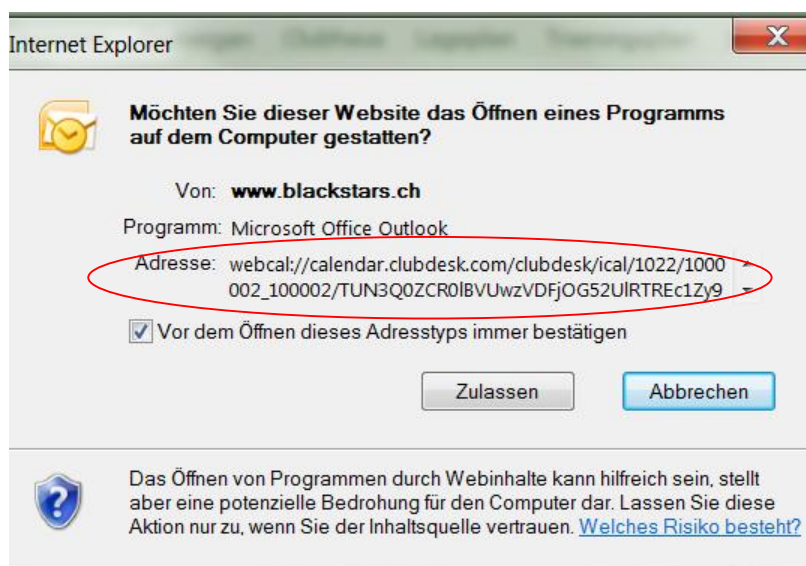 Internet Explorer
Möchten Sie dieser Website das Öffnen eines Programms
auf dem Computer gestatten?
Von: www.blackstars.ch
Programm: Microsoft Office Outlook
Adresse: webcal://calendar.clubdesk.com/clubdesk/ical/1022/1000
002_100002/TUN3Q0ZCR0lBVUwzVDFjOG52UlRTREc1Zy9
Vor dem Öffnen dieses Adresstyps immer bestätigen
Zulassen Abbrechen
Das Öffnen von Programmen durch Webinhalte kann hilfreich sein, stellt
aber eine potenzielle Bedrohung für den Computer dar. Lassen Sie diese
Aktion nur zu, wenn Sie der Inhaltsquelle vertrauen. Welches Risiko besteht?